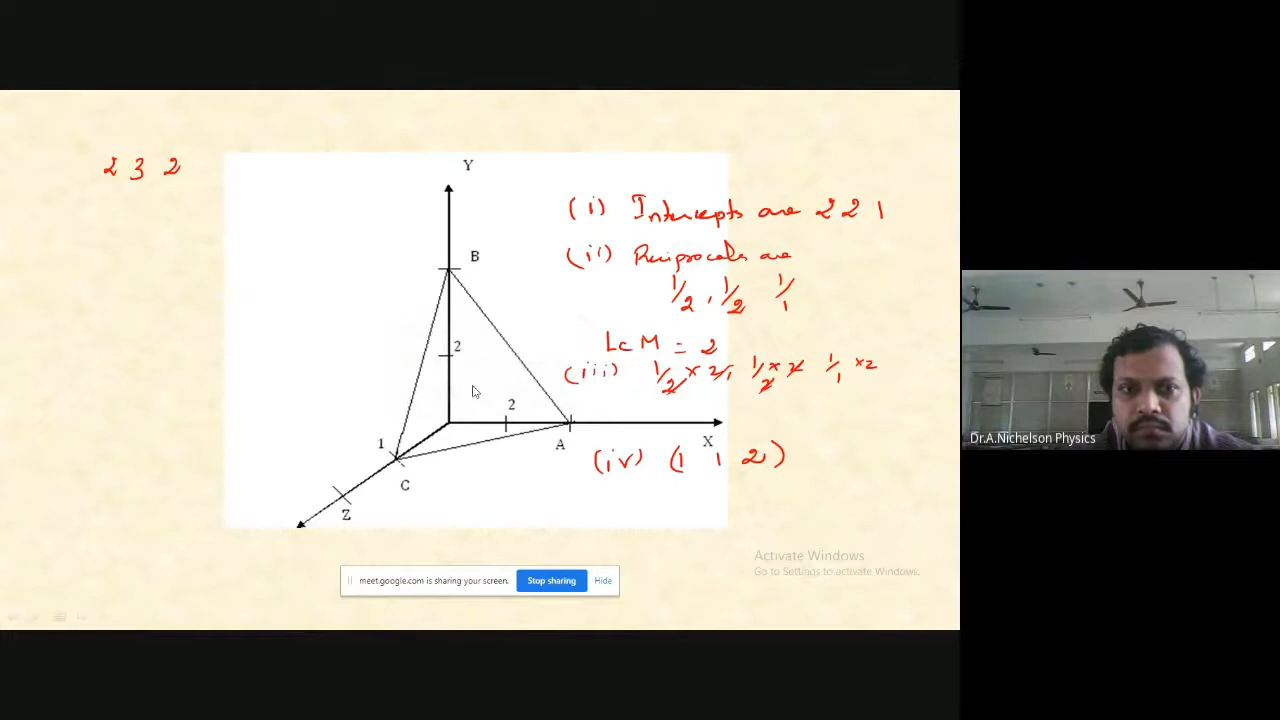 2 3 2
Y
(i) Intercepts are 2 2 1
B
(ii) Reciprocals are
1/2, 1/2 1/1
2
LCM = 2
(iii) 1/2 × 2/1 1/2 × 2 1/1 × 2
2
1
A
X
Dr.A.Nichelson Physics
(iv) (1 1 2)
C
Z
Activate Windows
Go to Settings to activate Windows.
meet.google.com is sharing your screen. Stop sharing Hide